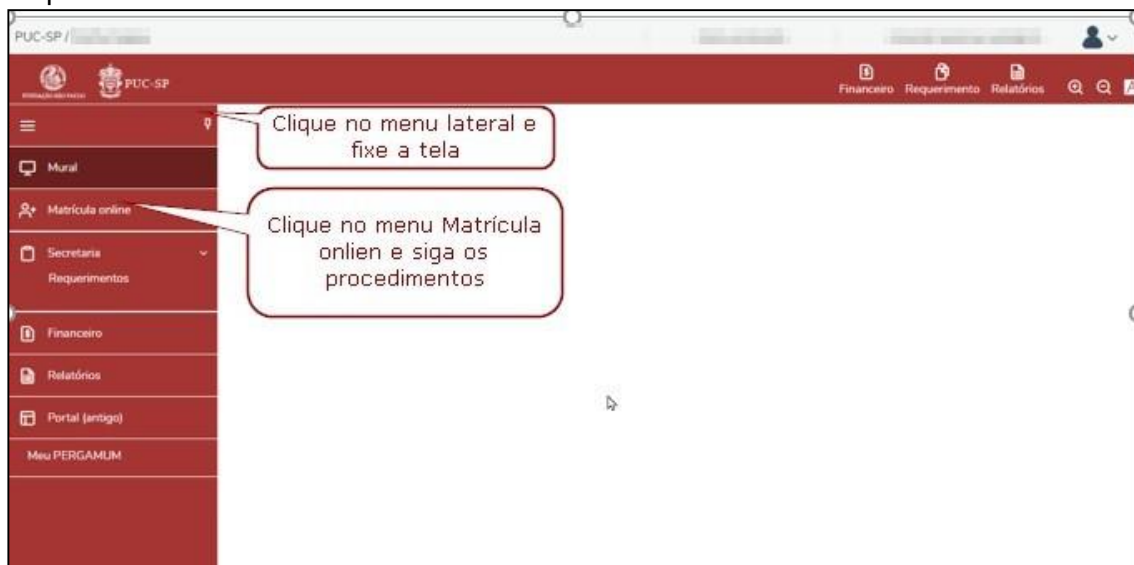 PUC-SP /
PUC-SP
Financeiro Requerimento Relatórios
Clique no menu lateral e
fixe a tela
Mural
Matrícula online
Clique no menu Matrícula
onlien e siga os
procedimentos
Secretaria
Requerimentos
Financeiro
Relatórios
Portal (antigo)
Meu PERGAMUM